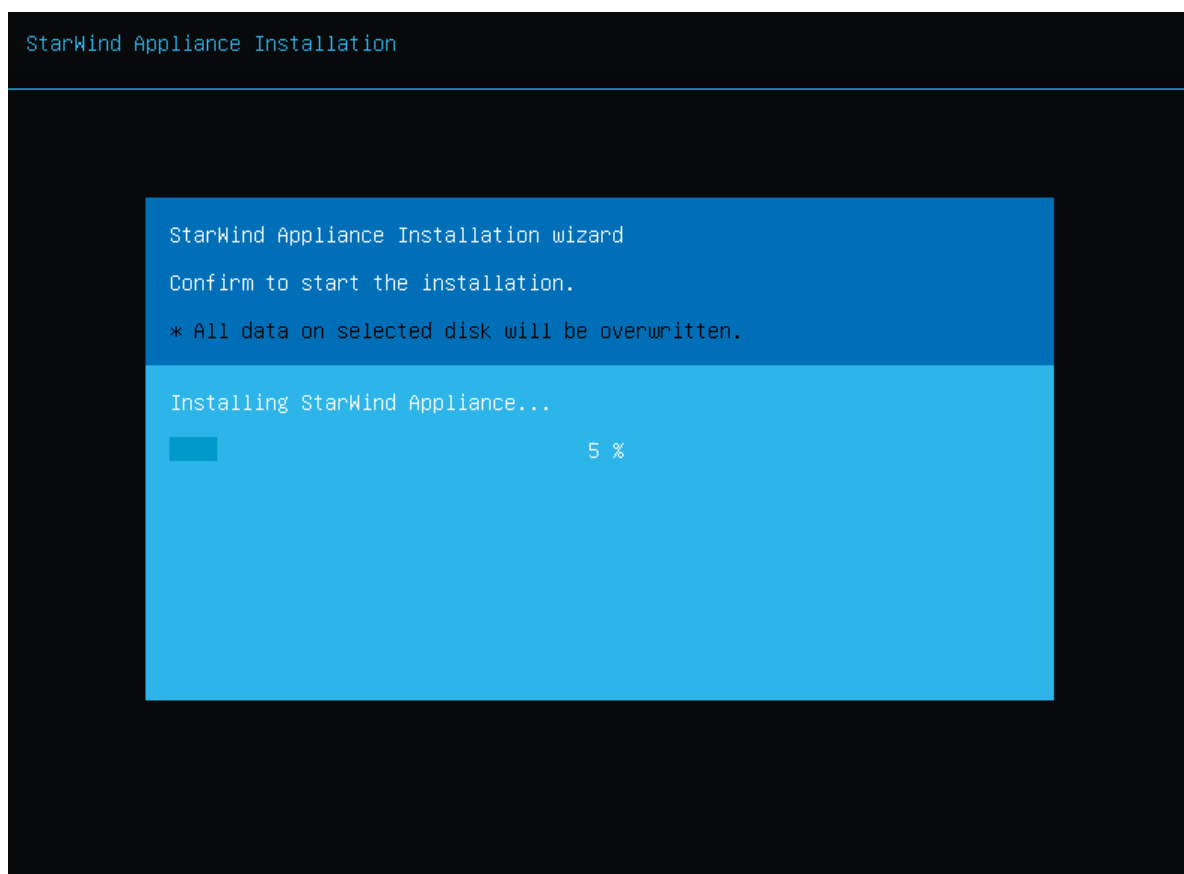 StarWind Appliance Installation
StarWind Appliance Installation wizard
Confirm to start the installation.
* All data on selected disk will be overwritten.
Installing StarWind Appliance...
5 %